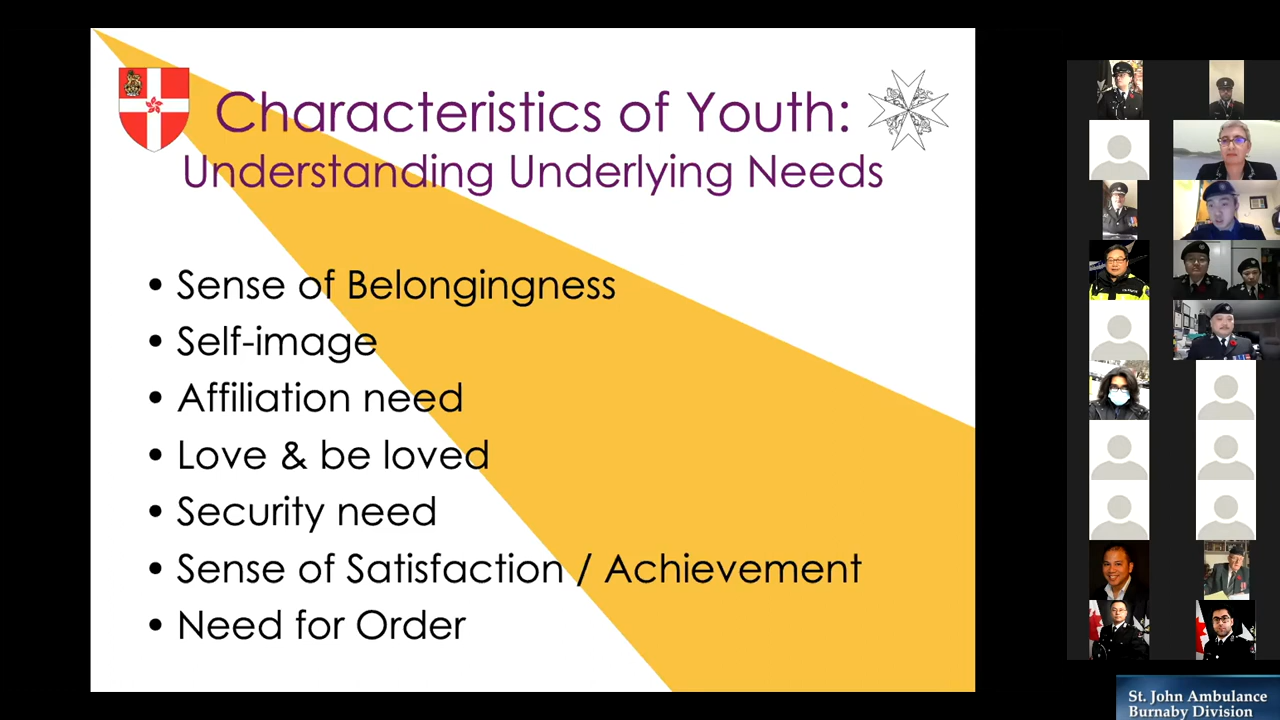 Characteristics of Youth:
Understanding Underlying Needs
• Sense of Belongingness
• Self-image
• Affiliation need
• Love & be loved
• Security need
• Sense of Satisfaction / Achievement
• Need for Order
St. John Ambulance
Burnaby Division